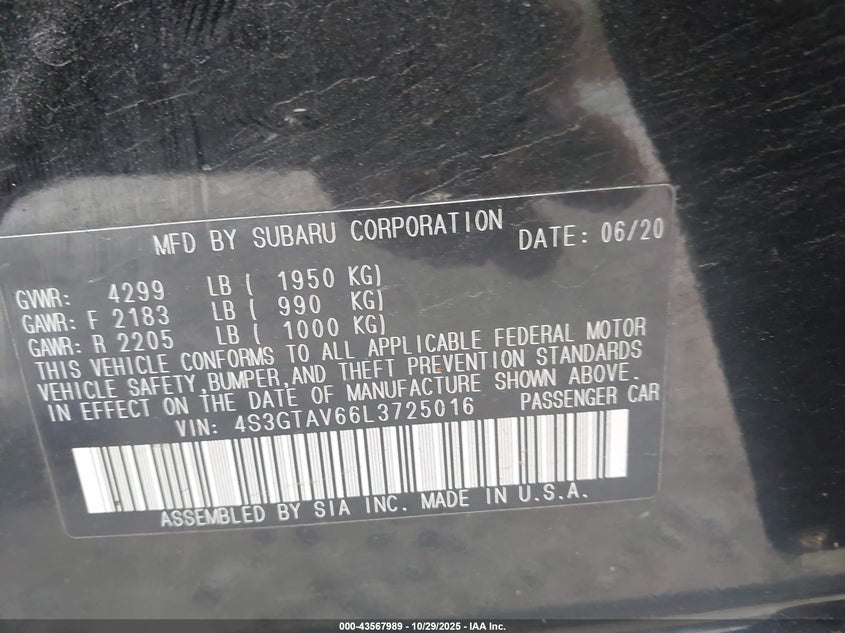 MFD BY SUBARU CORPORATION DATE: 06/20
GVWR: 4299 LB ( 1950 KG)
GAWR: F 2183 LB ( 990 KG)
GAWR: R 2205 LB ( 1000 KG)
THIS VEHICLE CONFORMS TO ALL APPLICABLE FEDERAL MOTOR
VEHICLE SAFETY,BUMPER,AND THEFT PREVENTION STANDARDS
IN EFFECT ON THE DATE OF MANUFACTURE SHOWN ABOVE.
VIN: 4S3GTAV66L3725016 PASSENGER CAR
ASSEMBLED BY SIA INC. MADE IN U.S.A.
000-43567989 - 10/29/2025 - IAA Inc.